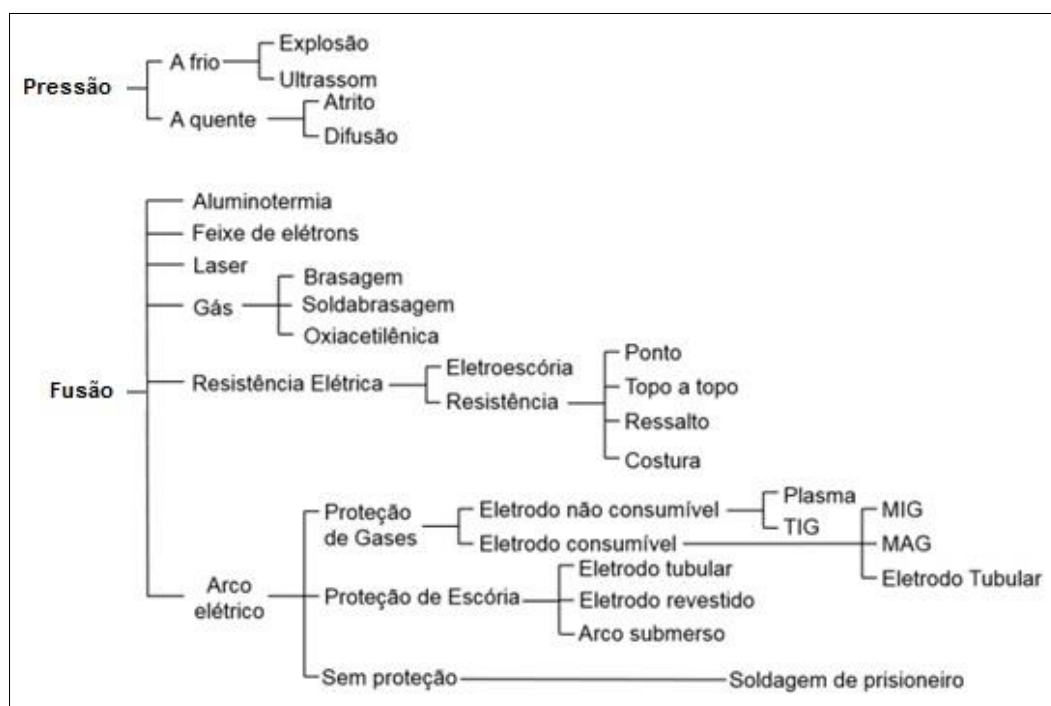 Pressão
A frio
Explosão
Ultrassom
A quente
Atrito
Difusão
Fusão
Aluminotermia
Feixe de elétrons
Laser
Gás
Brasagem
Soldabrasagem
Oxiacetilênica
Resistência Elétrica
Eletroescória
Resistência
Ponto
Topo a topo
Ressalto
Costura
Arco
elétrico
Proteção
de Gases
Eletrodo não consumível
Plasma
TIG
Eletrodo consumível
MIG
MAG
Eletrodo Tubular
Proteção de Escória
Eletrodo tubular
Eletrodo revestido
Arco submerso
Sem proteção
Soldagem de prisioneiro